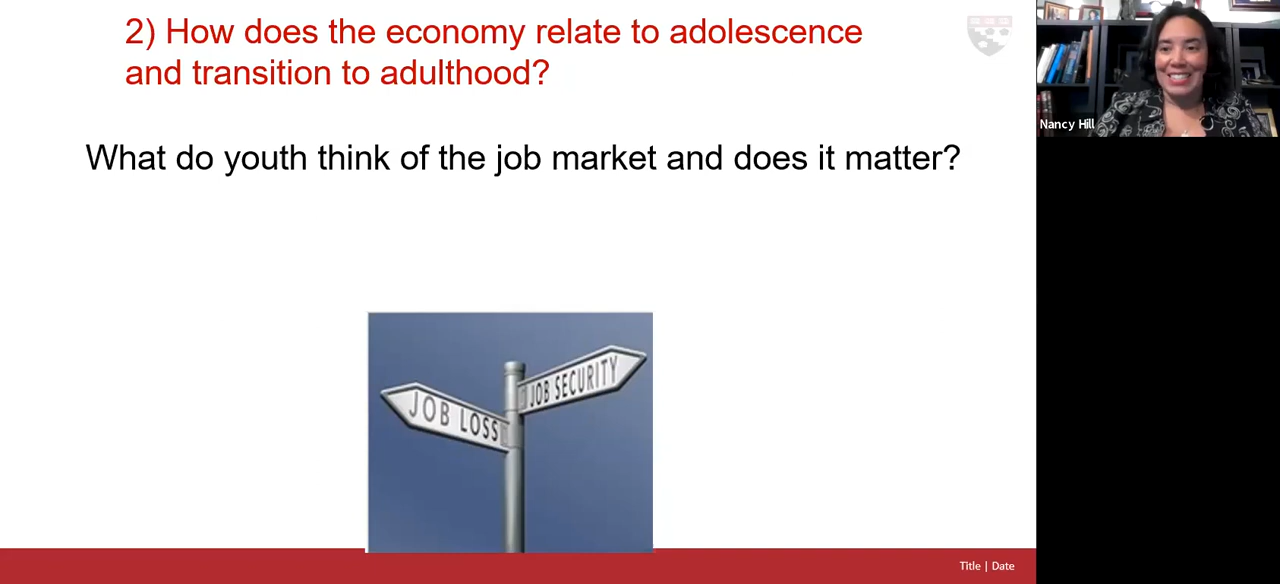 2) How does the economy relate to adolescence
and transition to adulthood?
What do youth think of the job market and does it matter?
JOB LOSS
JOB SECURITY
Title | Date
Nancy Hill